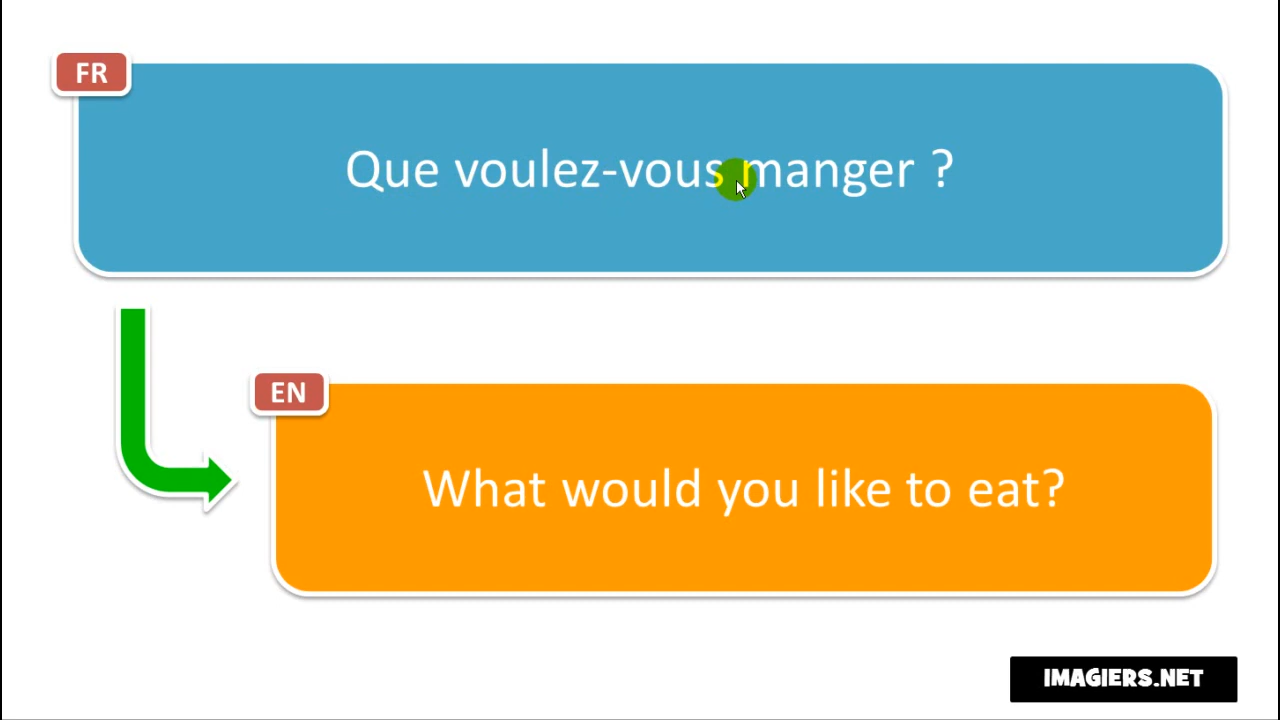 FR
Que voulez-vous manger ?
EN
What would you like to eat?
IMAGIERS.NET